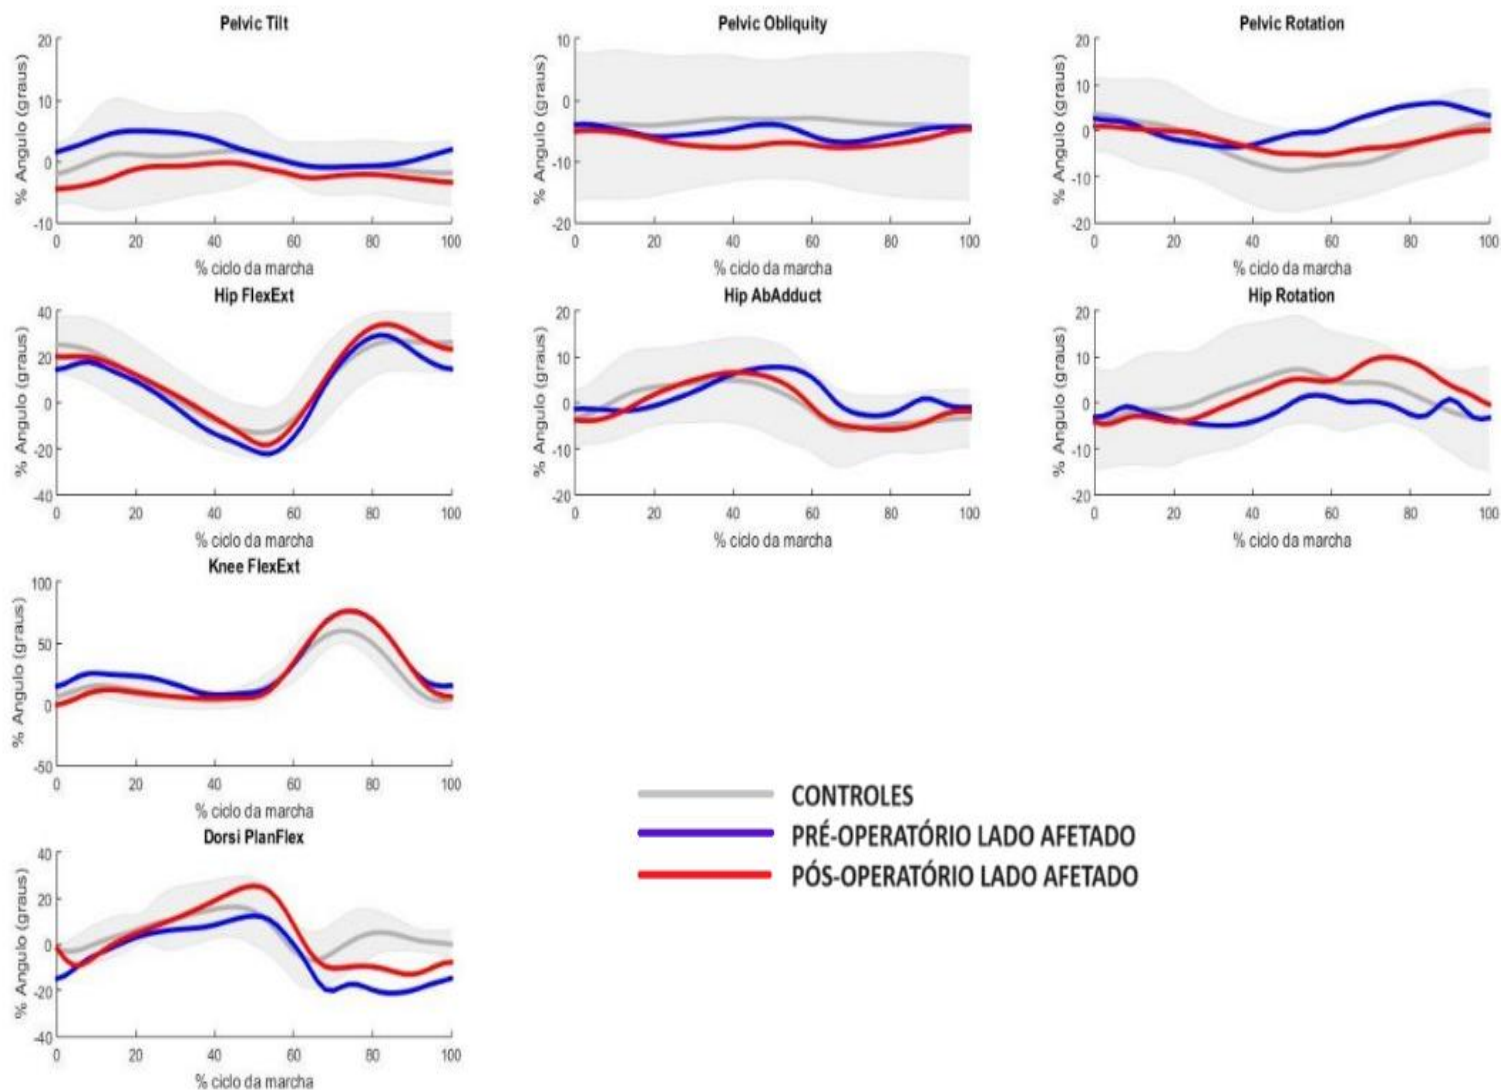 Pelvic Tilt
% Angulo (graus)
20
10
0
-10
0 20 40 60 80 100
% ciclo da marcha
Pelvic Obliquity
% Angulo (graus)
10
0
-10
-20
0 20 40 60 80 100
% ciclo da marcha
Pelvic Rotation
% Angulo (graus)
20
10
0
-10
-20
0 20 40 60 80 100
% ciclo da marcha
Hip FlexExt
% Angulo (graus)
40
20
0
-20
-40
0 20 40 60 80 100
% ciclo da marcha
Hip AbAdduct
% Angulo (graus)
20
10
0
-10
-20
0 20 40 60 80 100
% ciclo da marcha
Hip Rotation
% Angulo (graus)
20
10
0
-10
-20
0 20 40 60 80 100
% ciclo da marcha
Knee FlexExt
% Angulo (graus)
100
50
0
-50
0 20 40 60 80 100
% ciclo da marcha
Dorsi PlanFlex
% Angulo (graus)
40
20
0
-20
-40
0 20 40 60 80 100
% ciclo da marcha
CONTROLES
PRÉ-OPERATÓRIO LADO AFETADO
PÓS-OPERATÓRIO LADO AFETADO